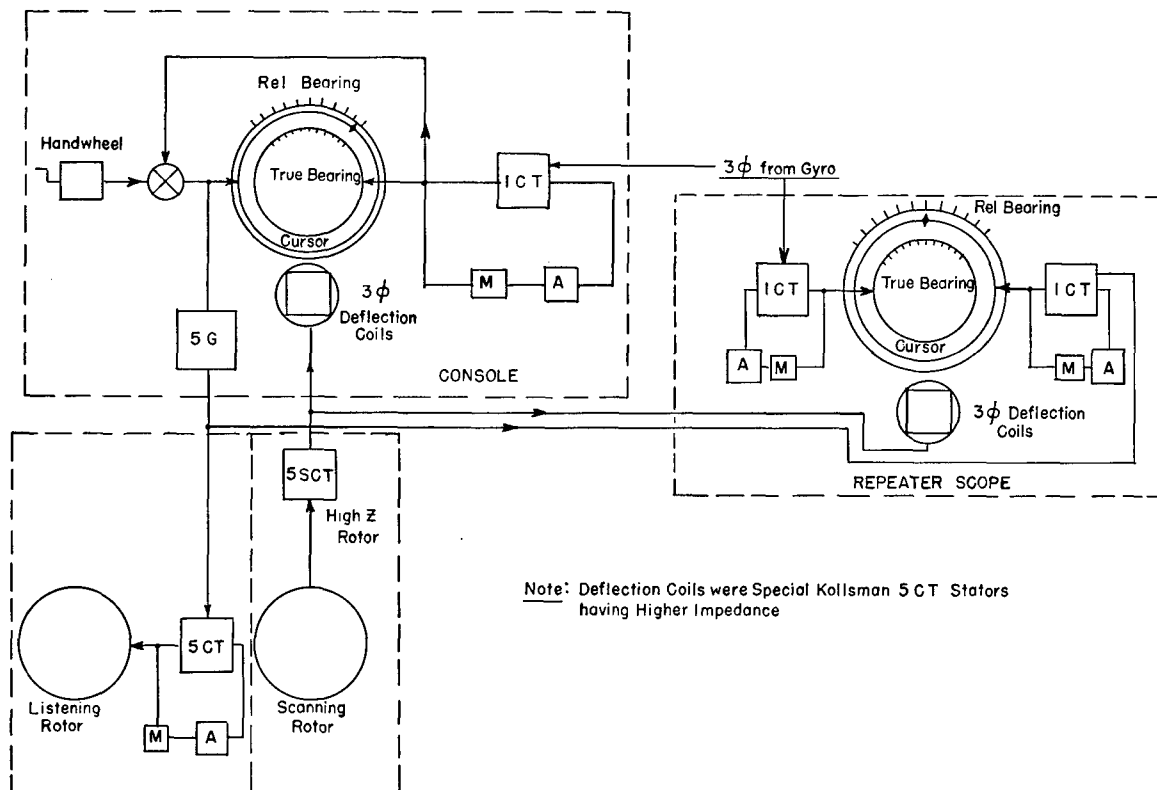 Rel Bearing
Handwheel
True Bearing
1CT
3ϕ from Gyro
Cursor
M
A
3ϕ
Deflection
Coils
5G
CONSOLE
Rel Bearing
1CT
True Bearing
1CT
A
M
Cursor
M
A
3ϕ Deflection
Coils
REPEATER SCOPE
5SCT
High Z
Rotor
5CT
Listening
Rotor
M
A
Scanning
Rotor
Note: Deflection Coils were Special Kollsman 5CT Stators
having Higher Impedance